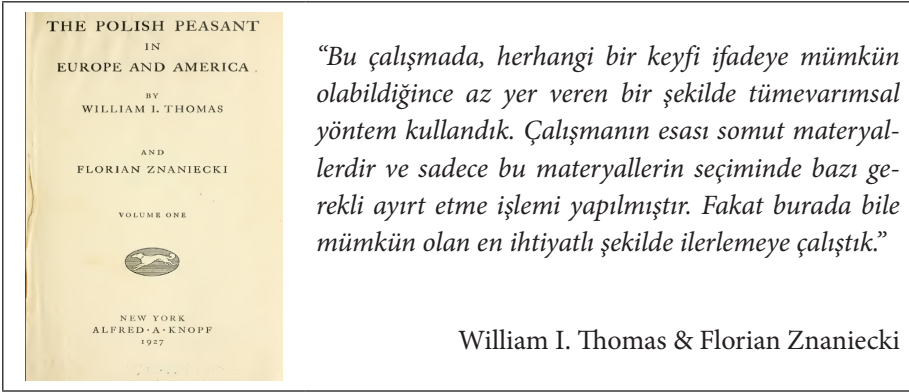 THE POLISH PEASANT
IN
EUROPE AND AMERICA
BY
WILLIAM I. THOMAS
AND
FLORIAN ZNANIECKI
VOLUME ONE
NEW YORK
ALFRED · A · KNOPF
1927
“Bu çalışmada, herhangi bir keyfi ifadeye mümkün
olabildiğince az yer veren bir şekilde tümevarımsal
yöntem kullandık. Çalışmanın esası somut materyal-
lerdir ve sadece bu materyallerin seçiminde bazı ge-
rekli ayırt etme işlemi yapılmıştır. Fakat burada bile
mümkün olan en ihtiyatlı şekilde ilerlemeye çalıştık.”
William I. Thomas & Florian Znaniecki